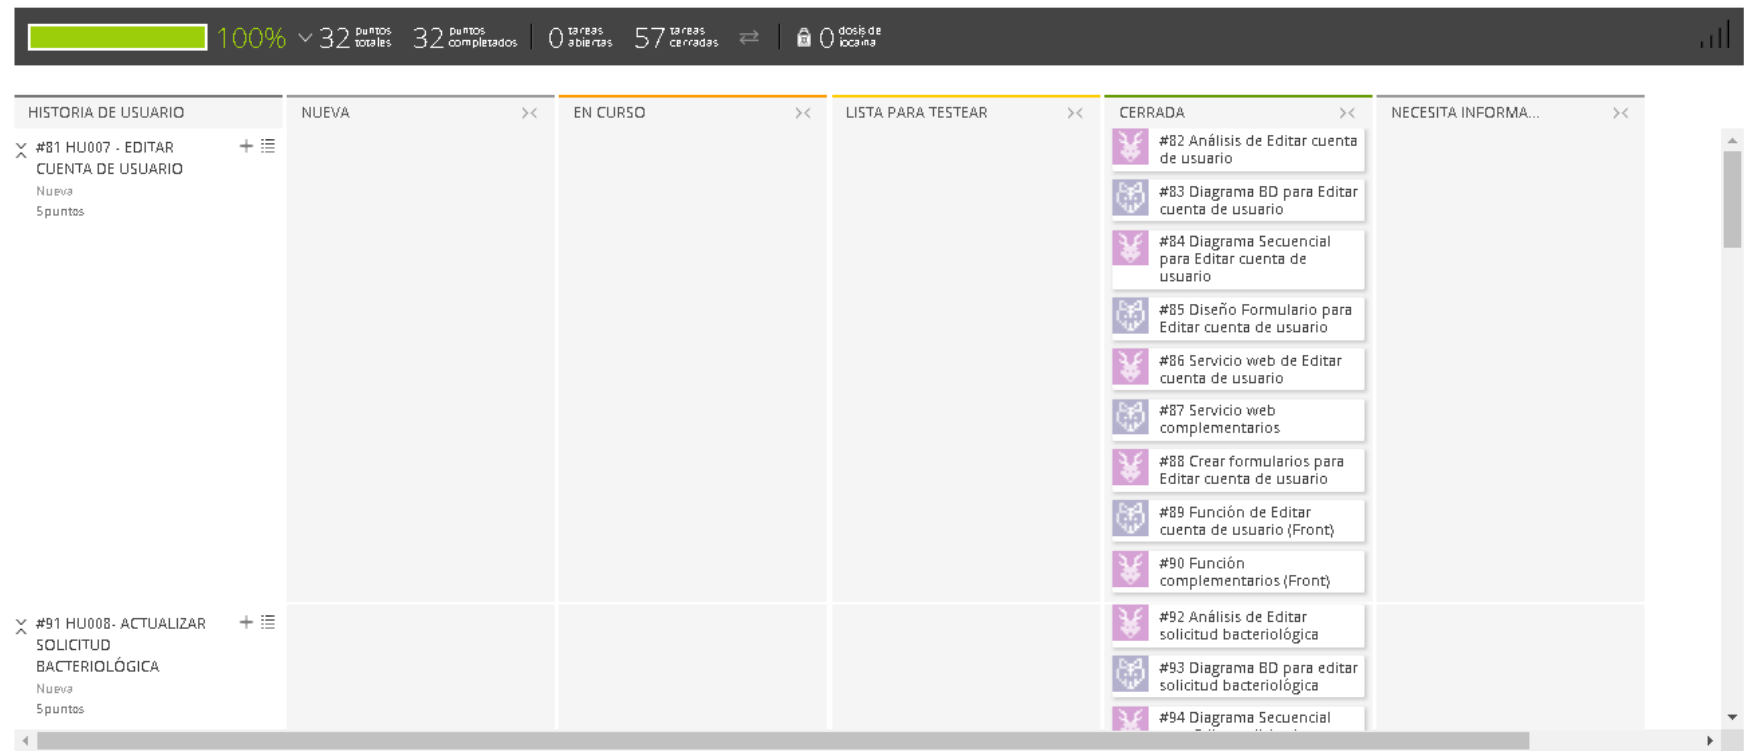 100% 32 puntos totales 32 puntos completados 0 tareas abiertas 57 tareas cerradas 0 dosis de iocaina
HISTORIA DE USUARIO NUEVA EN CURSO LISTA PARA TESTEAR CERRADA NECESITA INFORMA...
#81 HU007 - EDITAR
CUENTA DE USUARIO
Nueva
5 puntos
#82 Análisis de Editar cuenta
de usuario
#83 Diagrama BD para Editar
cuenta de usuario
#84 Diagrama Secuencial
para Editar cuenta de
usuario
#85 Diseño Formulario para
Editar cuenta de usuario
#86 Servicio web de Editar
cuenta de usuario
#87 Servicio web
complementarios
#88 Crear formularios para
Editar cuenta de usuario
#89 Función de Editar
cuenta de usuario (Front)
#90 Función
complementarios (Front)
#91 HU008- ACTUALIZAR
SOLICITUD
BACTERIOLÓGICA
Nueva
5 puntos
#92 Análisis de Editar
solicitud bacteriológica
#93 Diagrama BD para editar
solicitud bacteriológica
#94 Diagrama Secuencial